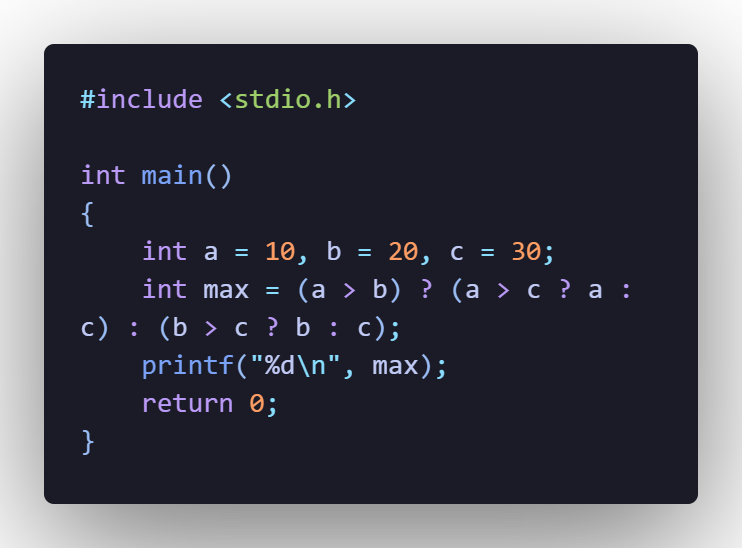 #include <stdio.h>
int main()
{
    int a = 10, b = 20, c = 30;
    int max = (a > b) ? (a > c ? a :
c) : (b > c ? b : c);
    printf("%d\n", max);
    return 0;
}